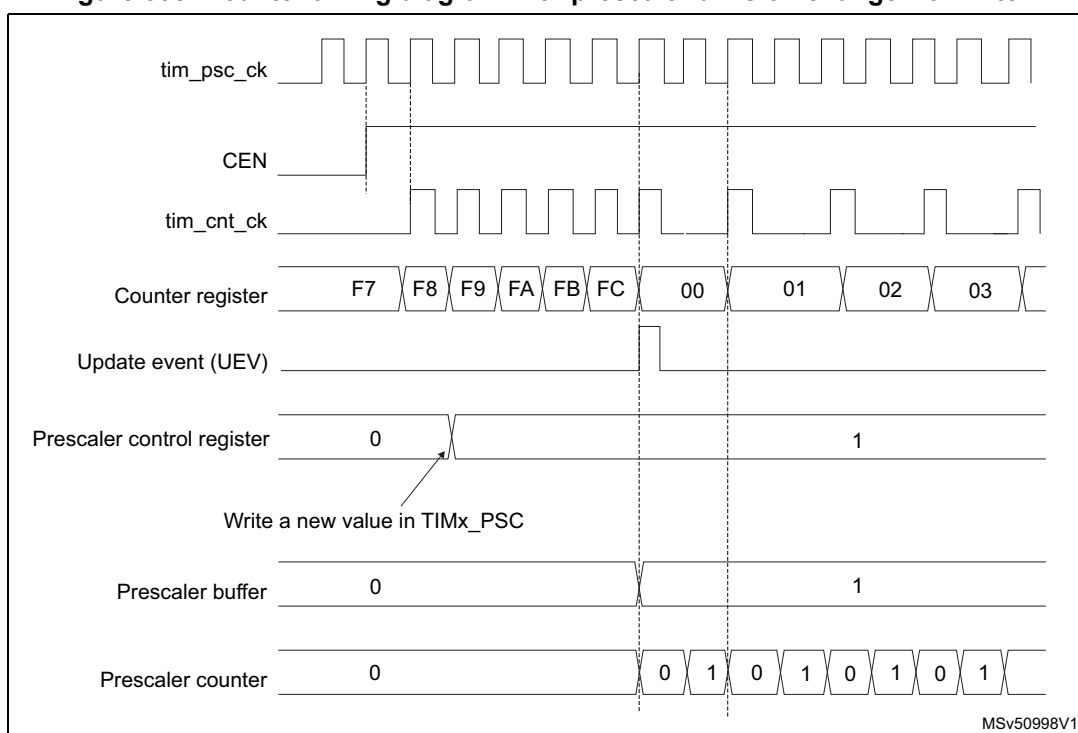 tim_psc_ck
CEN
tim_cnt_ck
Counter register F7 F8 F9 FA FB FC 00 01 02 03
Update event (UEV)
Prescaler control register 0 1
Write a new value in TIMx_PSC
Prescaler buffer 0 1
Prescaler counter 0 0 1 0 1 0 1 0 1
MSv50998V1